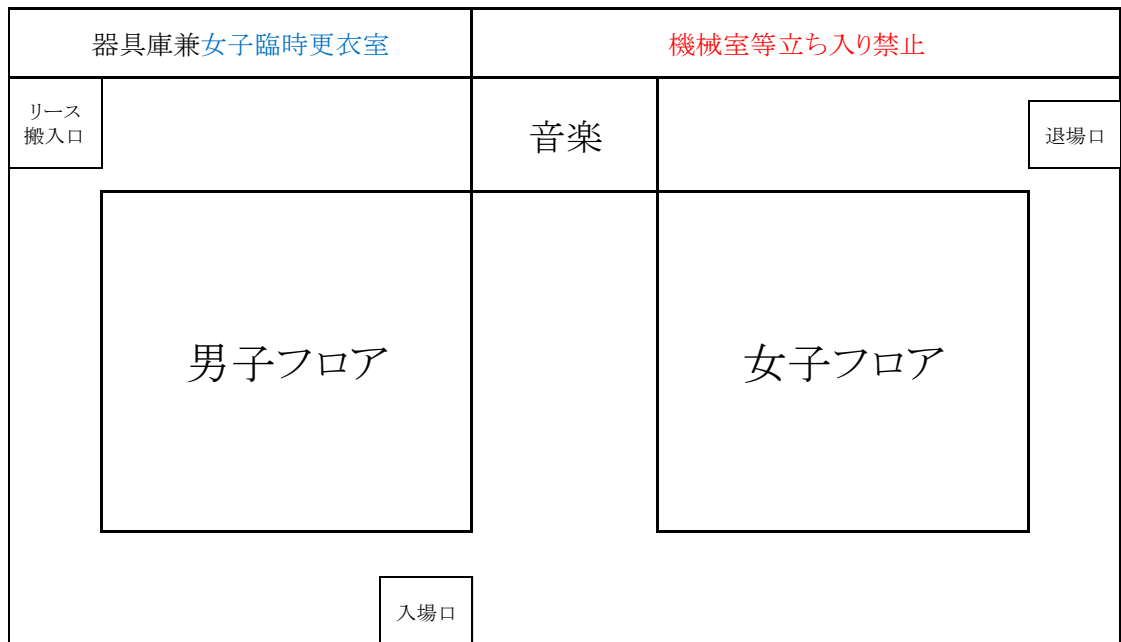 器具庫兼女子臨時更衣室
機械室等立ち入り禁止
リース
搬入口
音楽
退場口
男子フロア
女子フロア
入場口